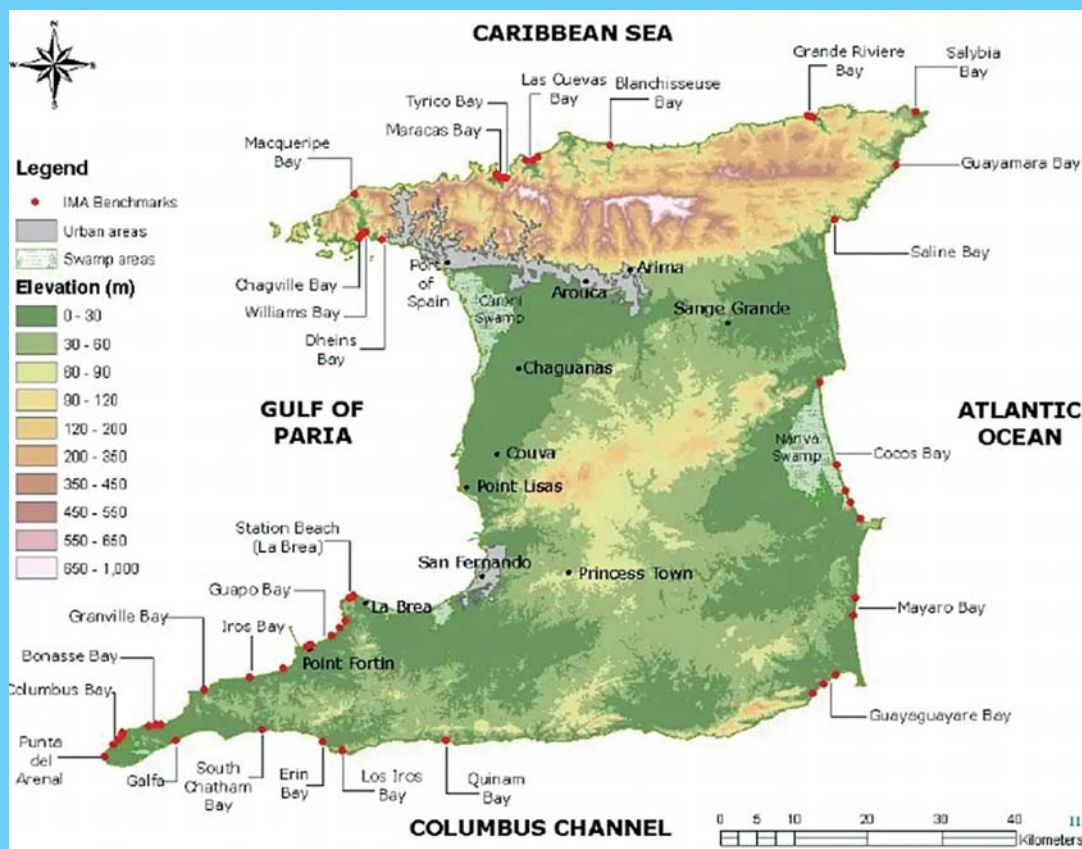 CARIBBEAN SEA
Grande Riviere
Bay
Salybia
Bay
Las Cuevas
Bay
Blanchisseuse
Bay
Tyrico Bay
Maracas Bay
Macqueripe
Bay
N
W
E
S
Legend
IMA Benchmarks
Urban areas
Swamp areas
Elevation (m)
0 - 30
30 - 60
60 - 90
90 - 120
120 - 200
200 - 350
350 - 450
450 - 550
550 - 650
650 - 1,000
Guayamara Bay
Saline Bay
Chagville Bay
Williams Bay
Dheins
Bay
Port
of
Spain
Caroni
Swamp
Arima
Arouca
Sange Grande
Chaguanas
GULF OF
PARIA
ATLANTIC
OCEAN
Nariva
Swamp
Cocos Bay
Couva
Point Lisas
Station Beach
(La Brea)
San Fernando
Princess Town
Guapo Bay
La Brea
Mayaro Bay
Granville Bay
Iros Bay
Point Fortin
Bonasse Bay
Columbus Bay
Guayaguayare Bay
Punta
del
Arenal
Galfa
South
Chatham
Bay
Erin
Bay
Los Iros
Bay
Quinam
Bay
COLUMBUS CHANNEL
0 5 10 20 30 40
Kilometers
11